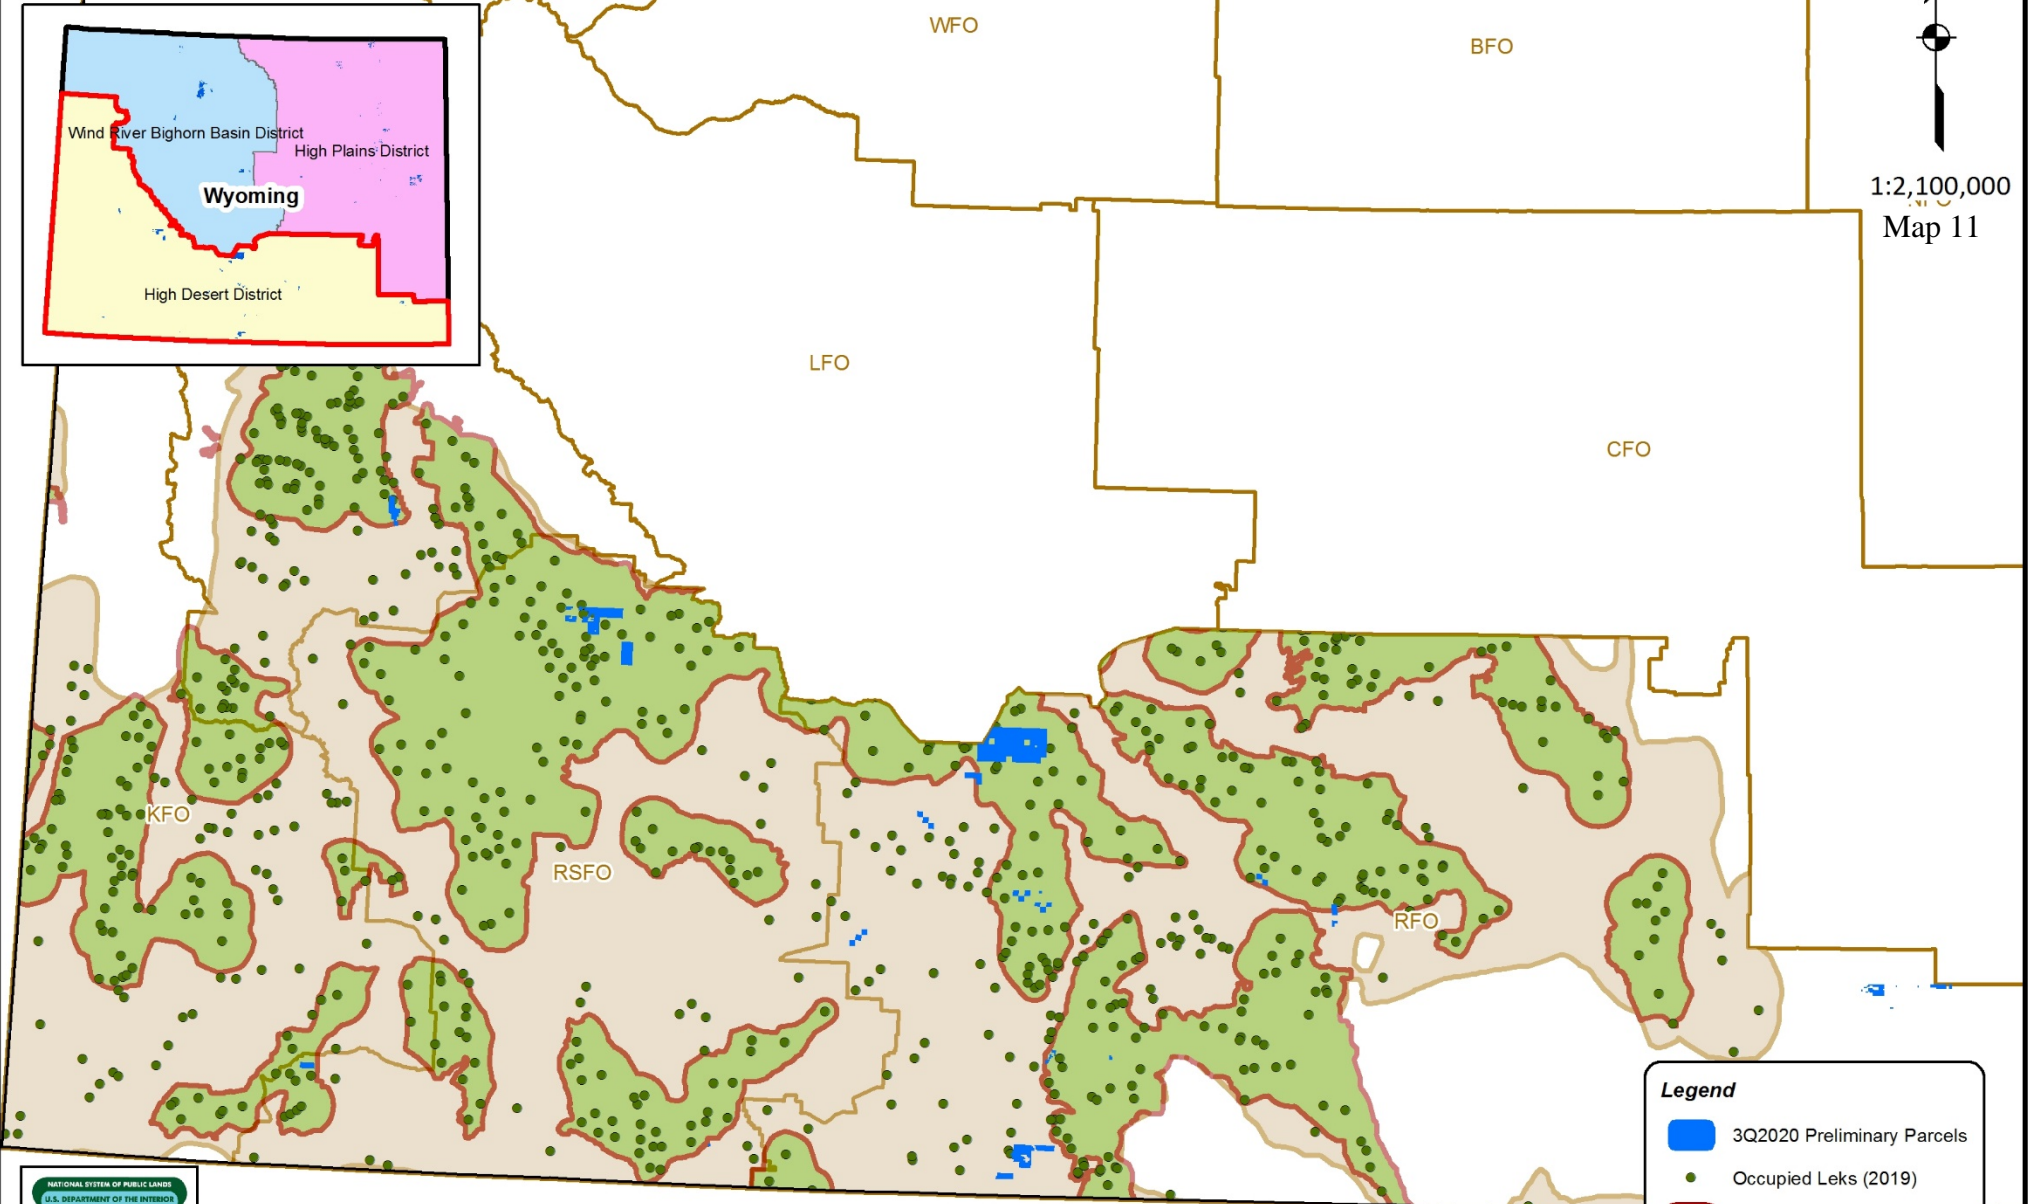 WFO
BFO
1:2,100,000
NFO
Map 11
Wind River Bighorn Basin District
High Plains District
Wyoming
High Desert District
LFO
CFO
KFO
RSFO
RFO
Legend
3Q2020 Preliminary Parcels
Occupied Leks (2019)
NATIONAL SYSTEM OF PUBLIC LANDS
U.S. DEPARTMENT OF THE INTERIOR